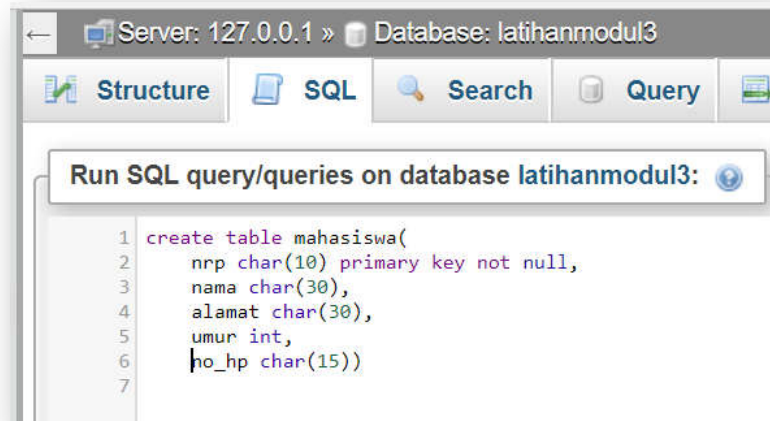 ← Server: 127.0.0.1 » Database: latihanmodul3
Structure SQL Search Query
Run SQL query/queries on database latihanmodul3:
1 create table mahasiswa(
2 nrp char(10) primary key not null,
3 nama char(30),
4 alamat char(30),
5 umur int,
6 no_hp char(15))
7